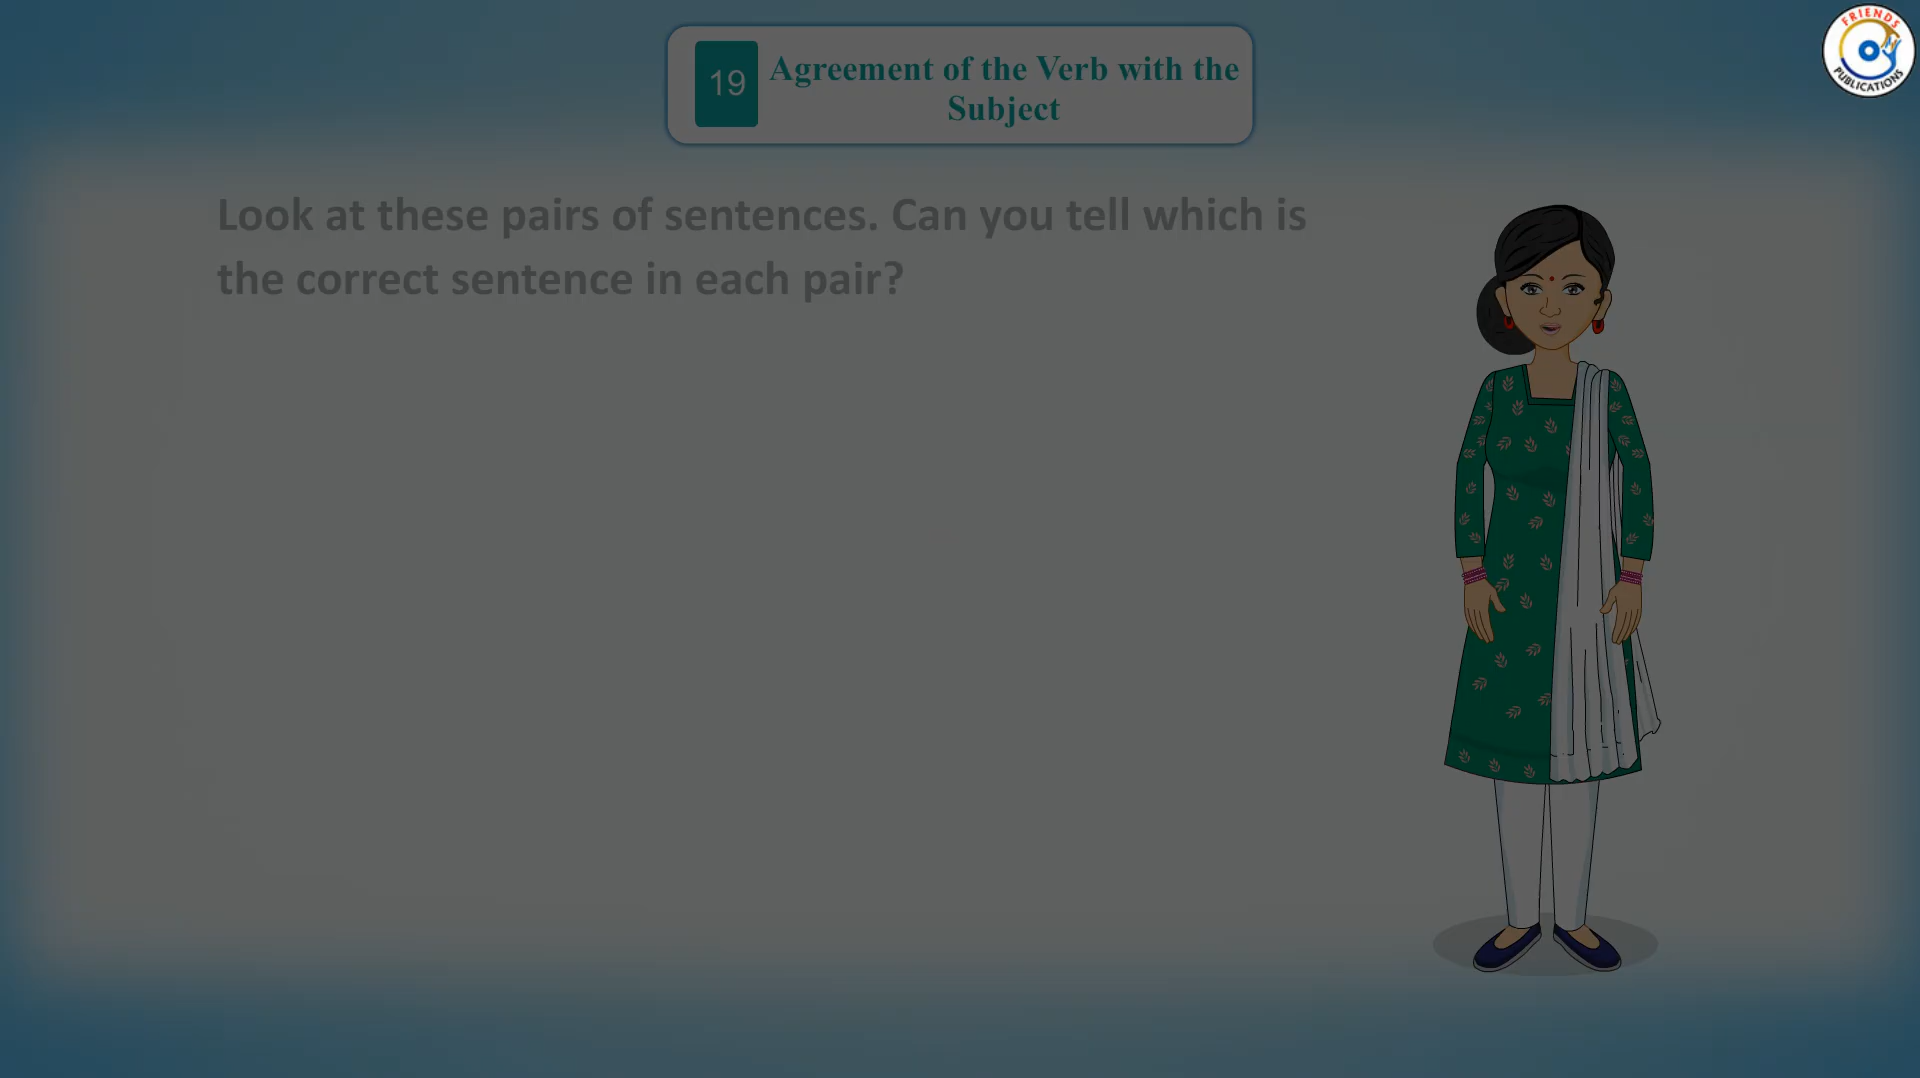 19
Agreement of the Verb with the
Subject
FRIENDS
PUBLICATIONS
Look at these pairs of sentences. Can you tell which is
the correct sentence in each pair?